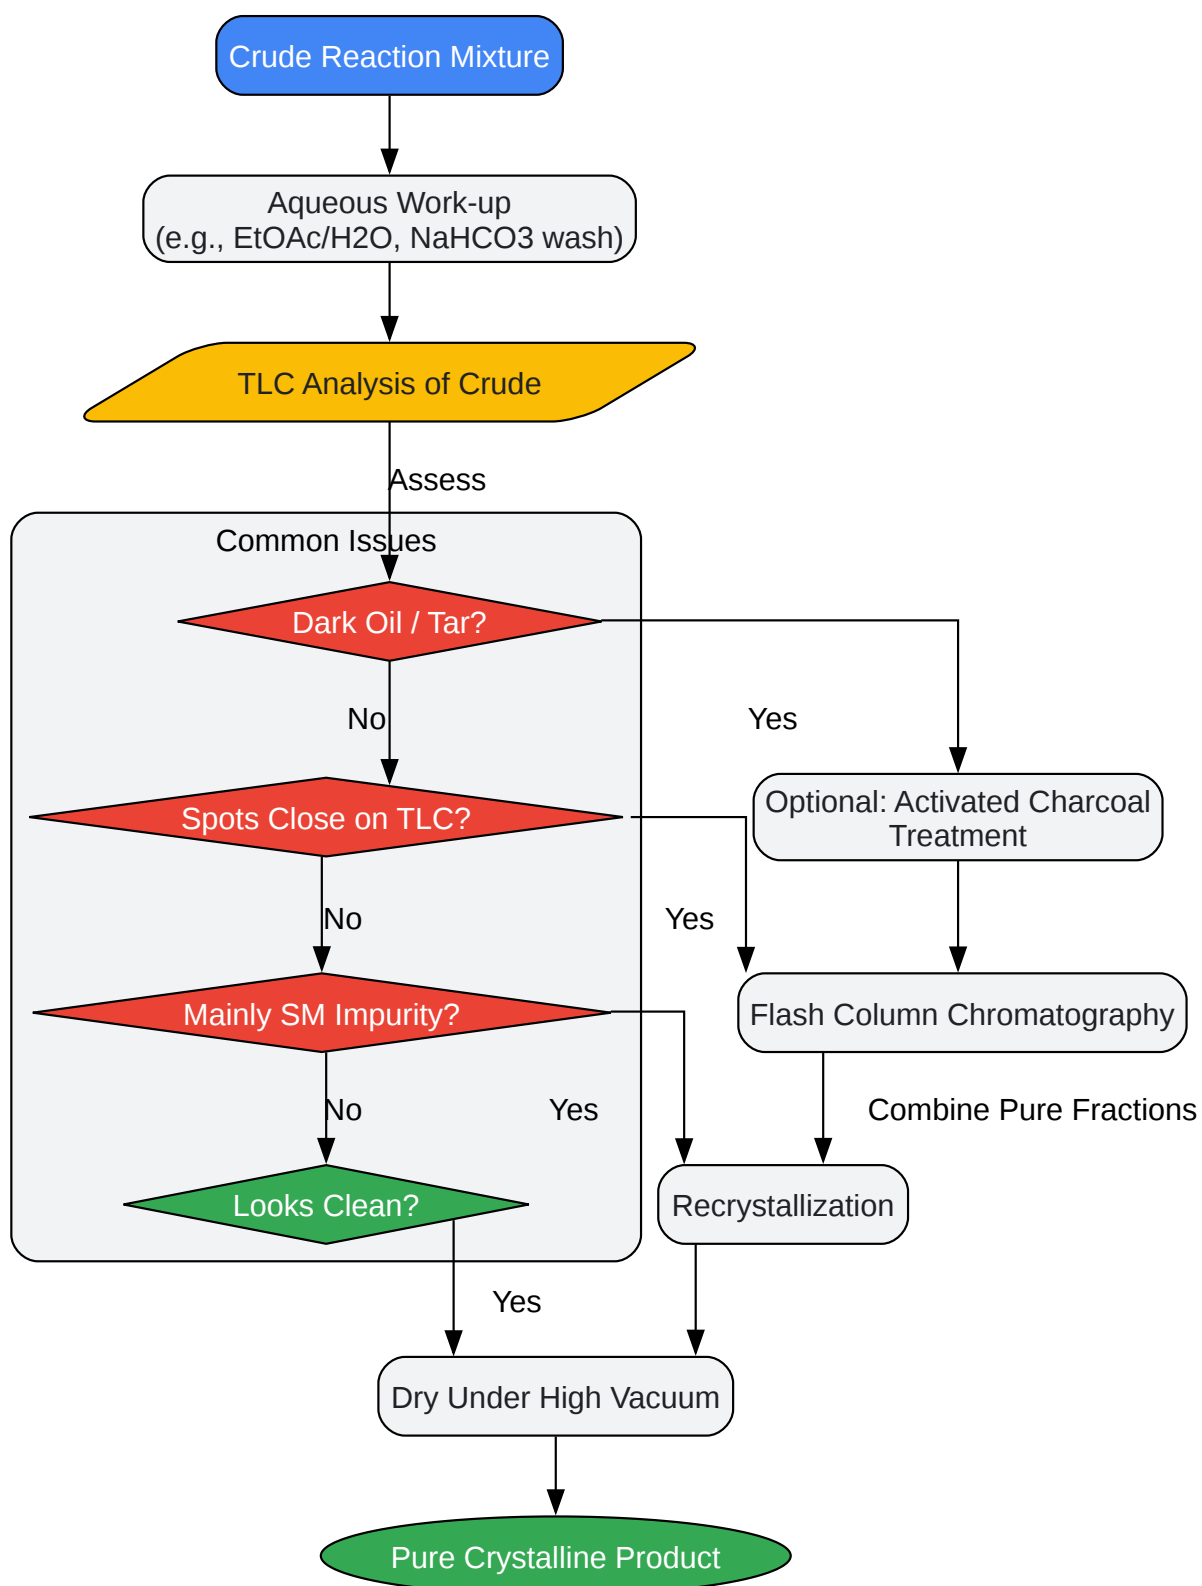 Crude Reaction Mixture
Aqueous Work-up
(e.g., EtOAc/H2O, NaHCO3 wash)
TLC Analysis of Crude
Assess
Common Issues
Dark Oil / Tar?
No
Yes
Optional: Activated Charcoal
Treatment
Spots Close on TLC?
No
Yes
Mainly SM Impurity?
Flash Column Chromatography
No
Yes
Combine Pure Fractions
Looks Clean?
Recrystallization
Yes
Dry Under High Vacuum
Pure Crystalline Product